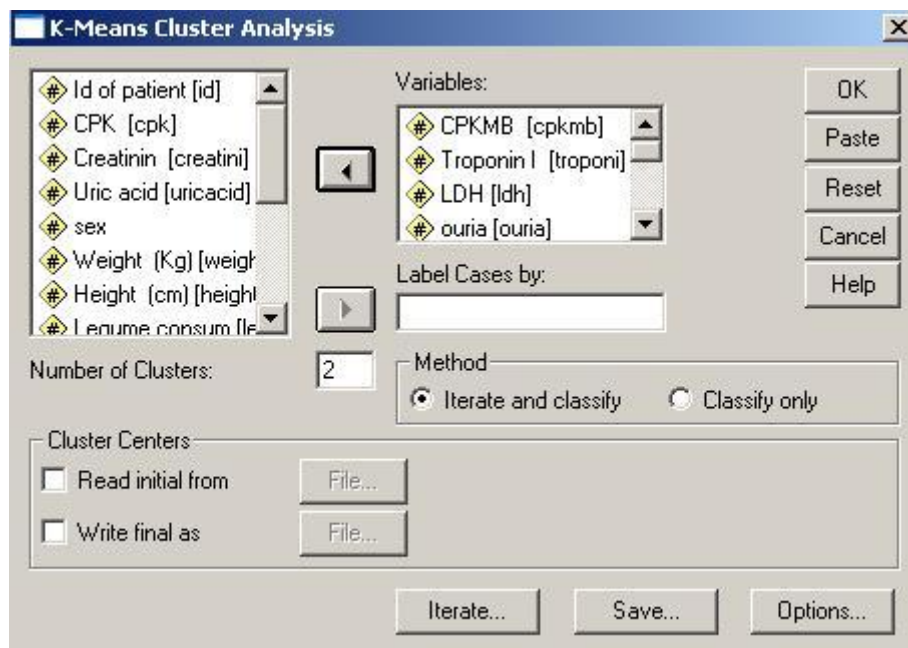 K-Means Cluster Analysis
Id of patient [id]
CPK [cpk]
Creatinin [creatini]
Uric acid [uricacid]
sex
Weight (Kg) [weigh
Height (cm) [height
Legume consum [le
Variables:
CPKMB [cpkmb]
Troponin I [troponi]
LDH [ldh]
ouria [ouria]
OK
Paste
Reset
Cancel
Help
Label Cases by:
Number of Clusters:
2
Method
Iterate and classify
Classify only
Cluster Centers
Read initial from
File...
Write final as
File...
Iterate...
Save...
Options...